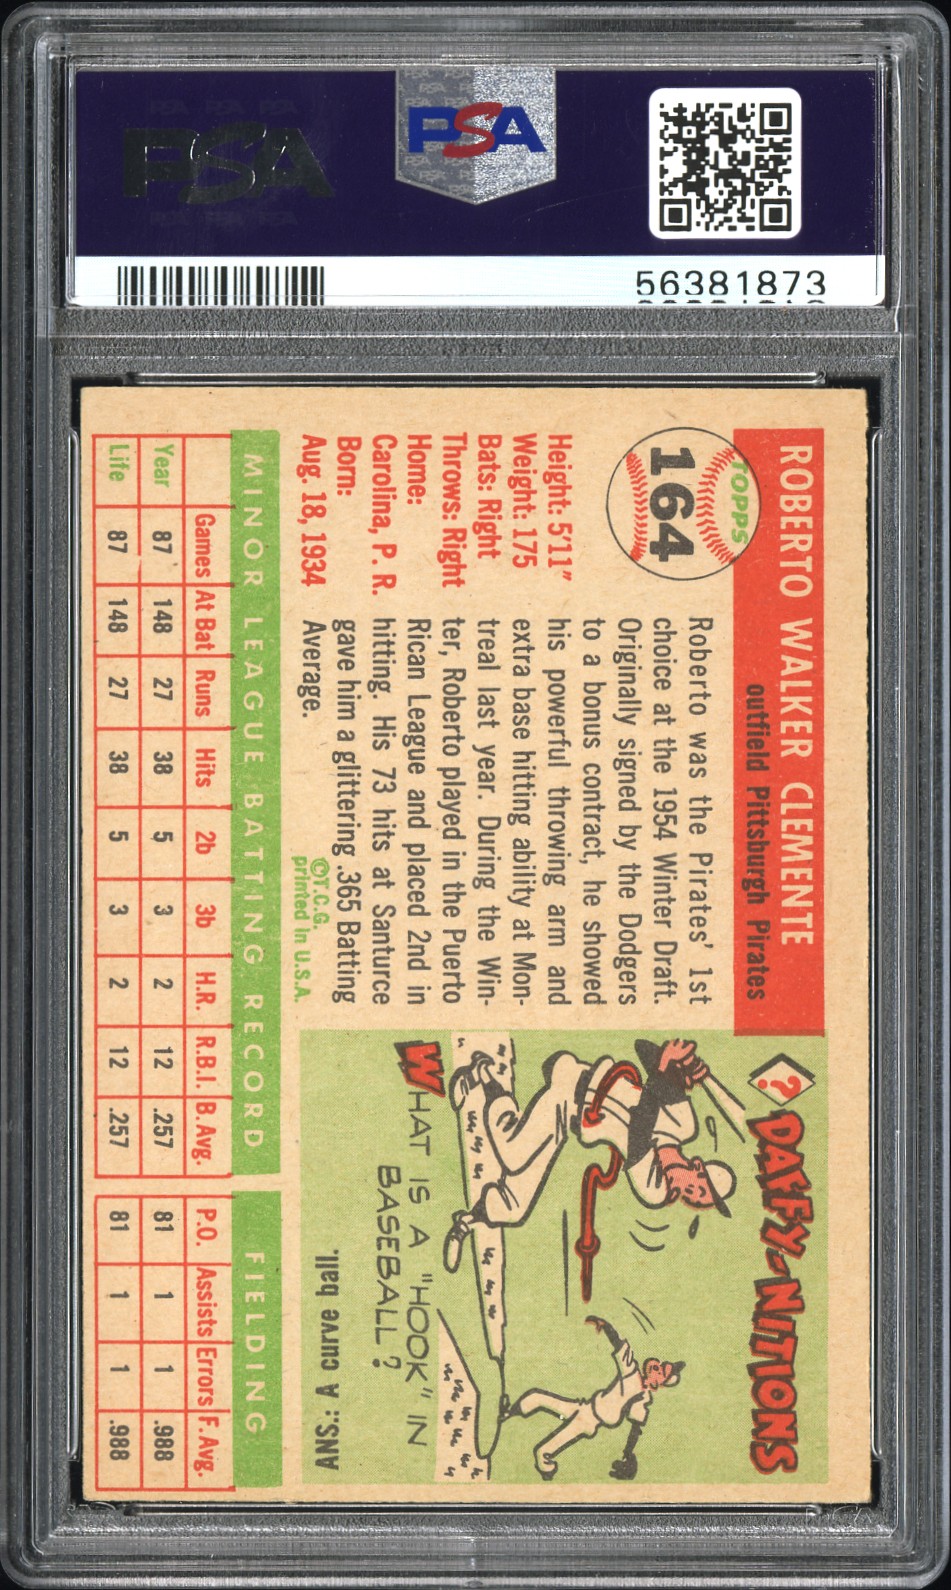 PSA
PSA
56381873
TOPPS
164
ROBERTO WALKER CLEMENTE
outfield Pittsburgh Pirates
Height: 5'11"
Weight: 175
Bats: Right
Throws: Right
Home:
Carolina, P. R.
Born:
Aug. 18, 1934
Roberto was the Pirates' 1st
choice at the 1954 Winter Draft.
Originally signed by the Dodgers
to a bonus contract, he showed
his powerful throwing arm and
extra base hitting ability at Mon-
treal last year. During the Win-
ter, Roberto played in the Puerto
Rican League and placed 2nd in
hitting. His 73 hits at Santurce
gave him a glittering .365 Batting
Average.
©T.C.G.
printed in U.S.A.
? DAFFY-NITIONS
WHAT IS A "HOOK" IN
BASEBALL?
ANS.: A curve ball.
MINOR LEAGUE BATTING RECORD FIELDING
Games At Bat Runs Hits 2b 3b H.R. R.B.I. B. Avg. P.O. Assists Errors F. Avg.
Year 87 148 27 38 5 3 2 12 .257 81 1 1 .988
Life 87 148 27 38 5 3 2 12 .257 81 1 1 .988